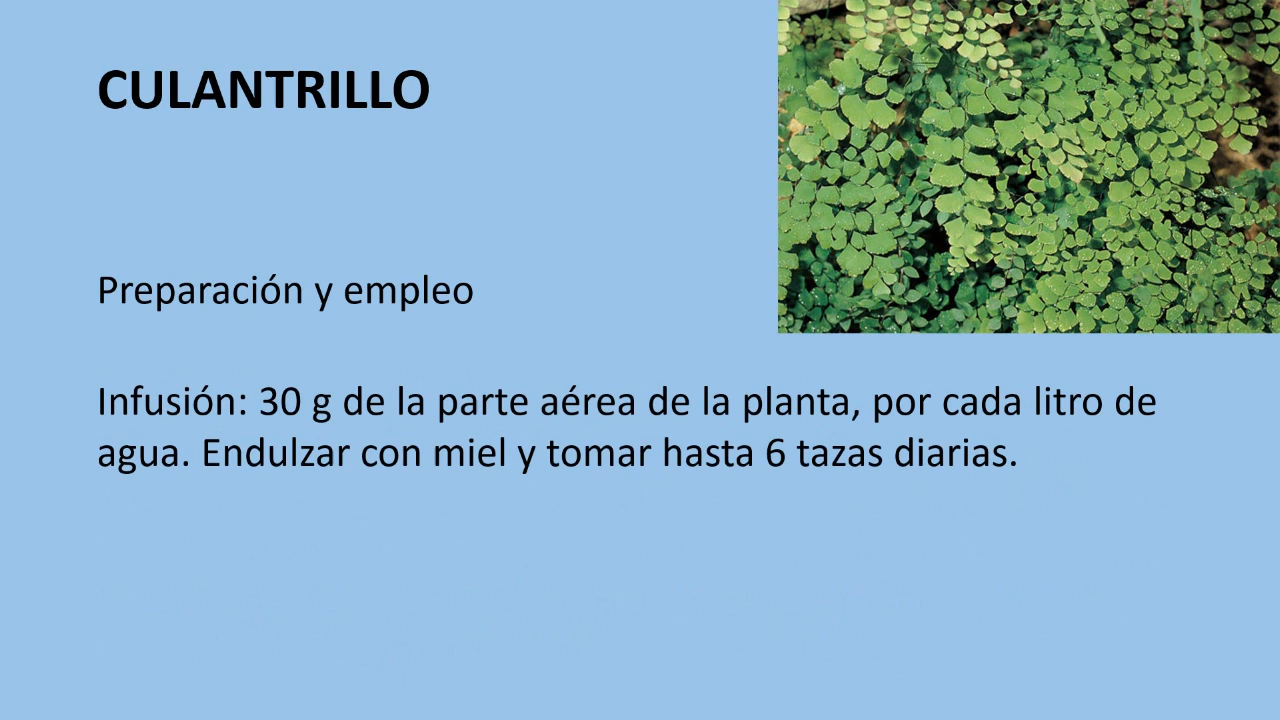 CULANTRILLO
Preparación y empleo
Infusión: 30 g de la parte aérea de la planta, por cada litro de
agua. Endulzar con miel y tomar hasta 6 tazas diarias.